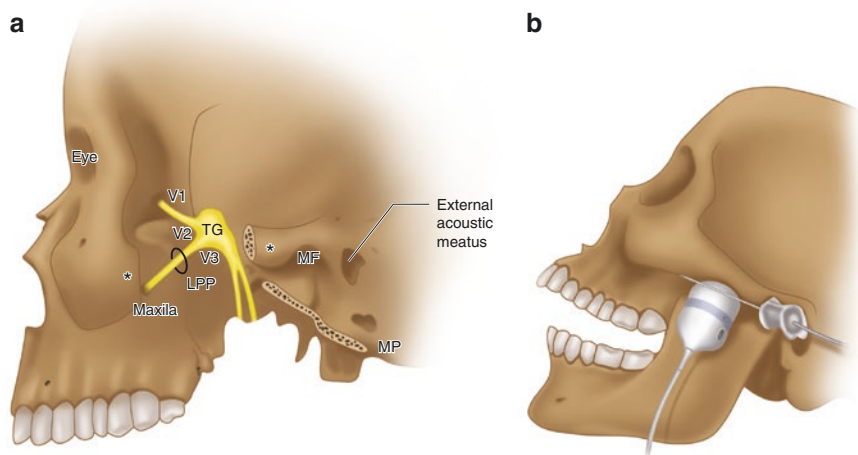 a
b
Eye
V1
TG
V2
V3
*
MF
External
acoustic
meatus
*
LPP
Maxila
MP